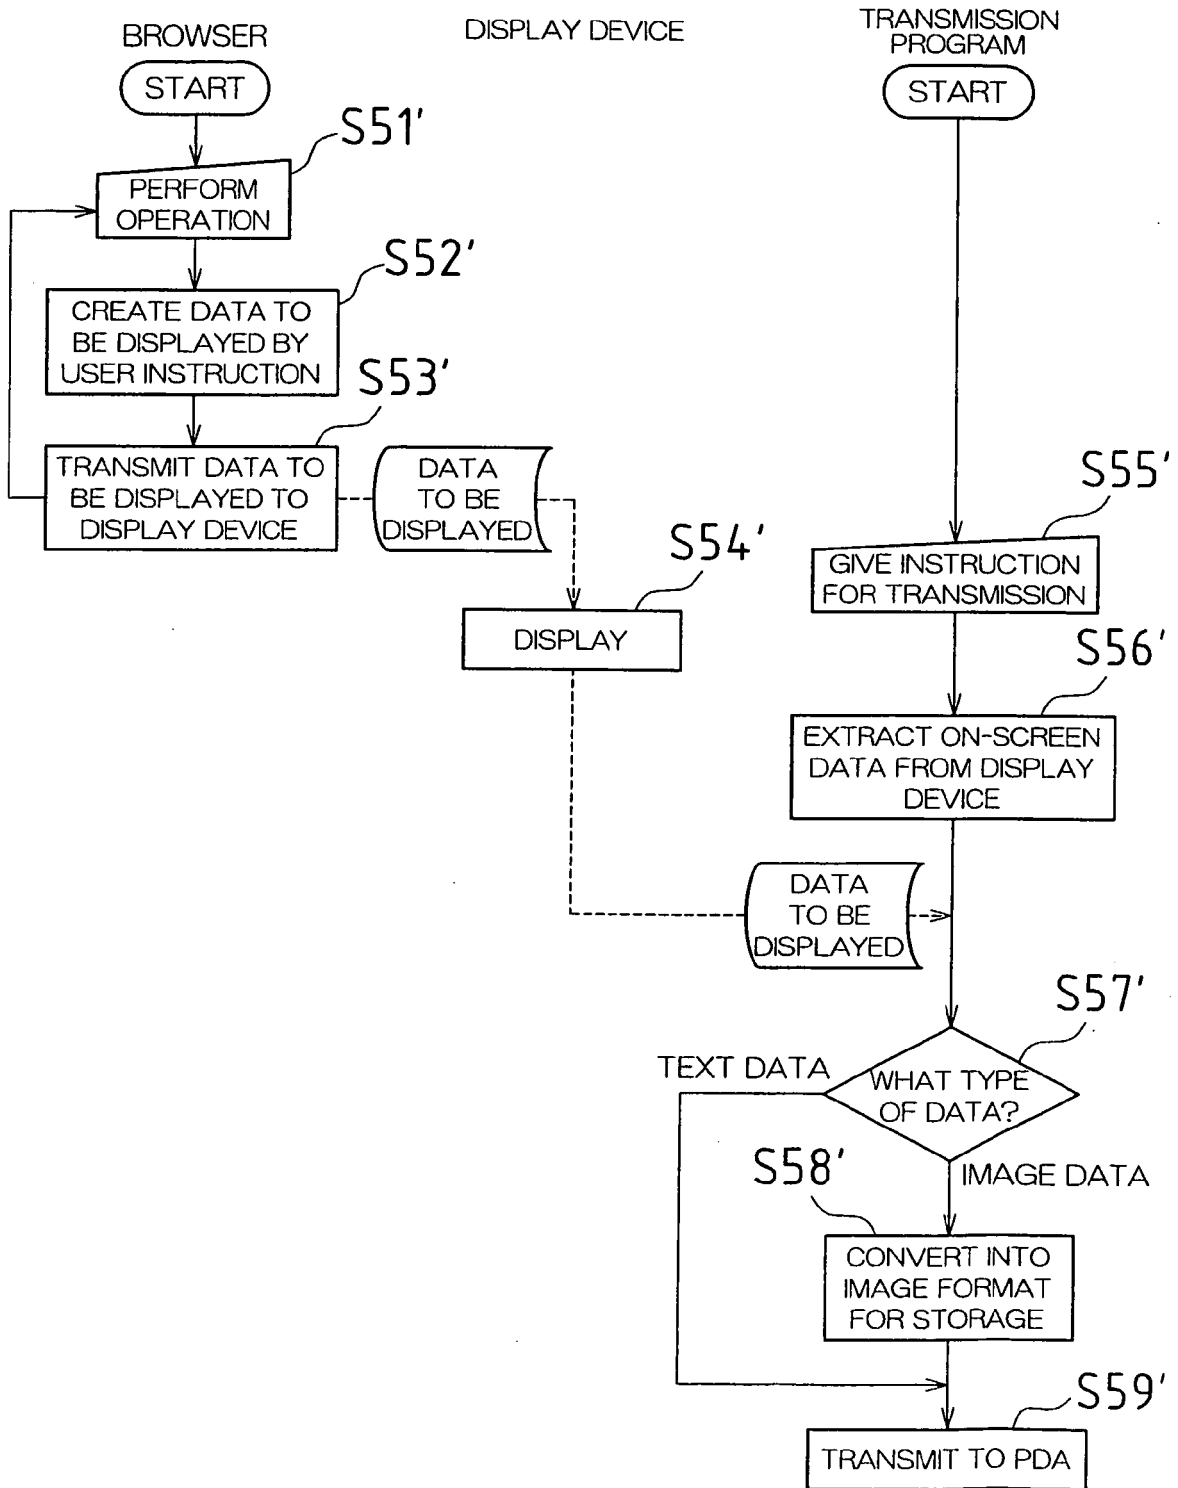 BROWSER
START
S51'
PERFORM
OPERATION
S52'
CREATE DATA TO
BE DISPLAYED BY
USER INSTRUCTION
S53'
TRANSMIT DATA TO
BE DISPLAYED TO
DISPLAY DEVICE
DATA
TO BE
DISPLAYED
DISPLAY DEVICE
S54'
DISPLAY
TRANSMISSION
PROGRAM
START
S55'
GIVE INSTRUCTION
FOR TRANSMISSION
S56'
EXTRACT ON-SCREEN
DATA FROM DISPLAY
DEVICE
DATA
TO BE
DISPLAYED
S57'
WHAT TYPE
OF DATA?
TEXT DATA
IMAGE DATA
S58'
CONVERT INTO
IMAGE FORMAT
FOR STORAGE
S59'
TRANSMIT TO PDA